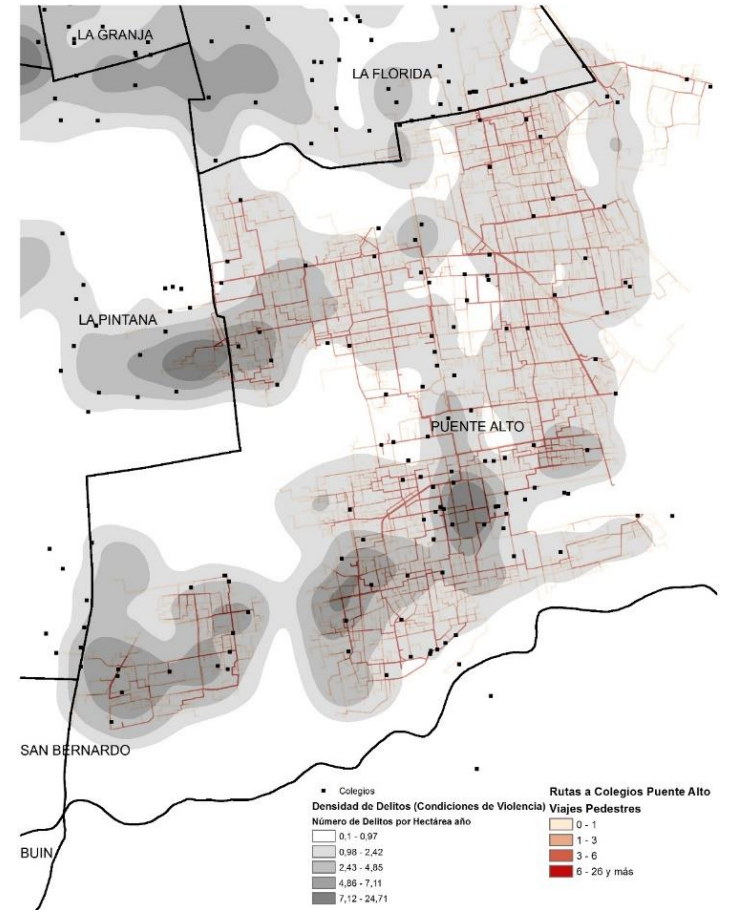 LA GRANJA
LA FLORIDA
LA PINTANA
PUENTE ALTO
SAN BERNARDO
BUIN
Colegios
Densidad de Delitos (Condiciones de Violencia)
Número de Delitos por Hectárea año
0,1 - 0,97
0,98 - 2,42
2,43 - 4,85
4,86 - 7,11
7,12 - 24,71
Rutas a Colegios Puente Alto
Viajes Pedestres
0 - 1
1 - 3
3 - 6
6 - 26 y más